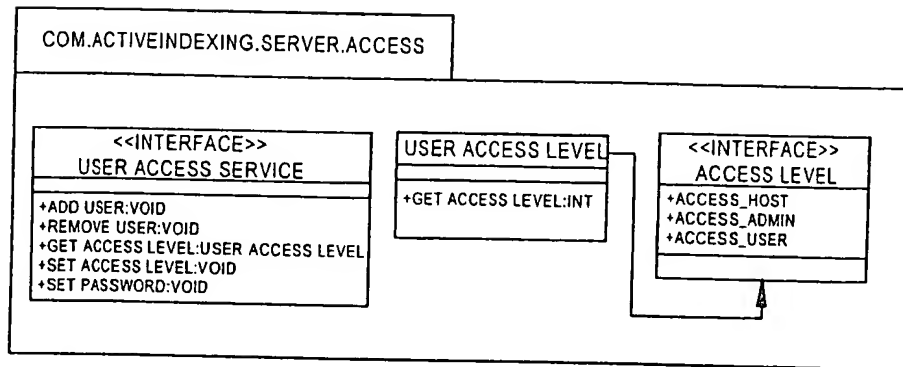 COM.ACTIVEINDEXING.SERVER.ACCESS
<<INTERFACE>>
USER ACCESS SERVICE
+ADD USER:VOID
+REMOVE USER:VOID
+GET ACCESS LEVEL:USER ACCESS LEVEL
+SET ACCESS LEVEL:VOID
+SET PASSWORD:VOID
USER ACCESS LEVEL
+GET ACCESS LEVEL:INT
<<INTERFACE>>
ACCESS LEVEL
+ACCESS_HOST
+ACCESS_ADMIN
+ACCESS_USER